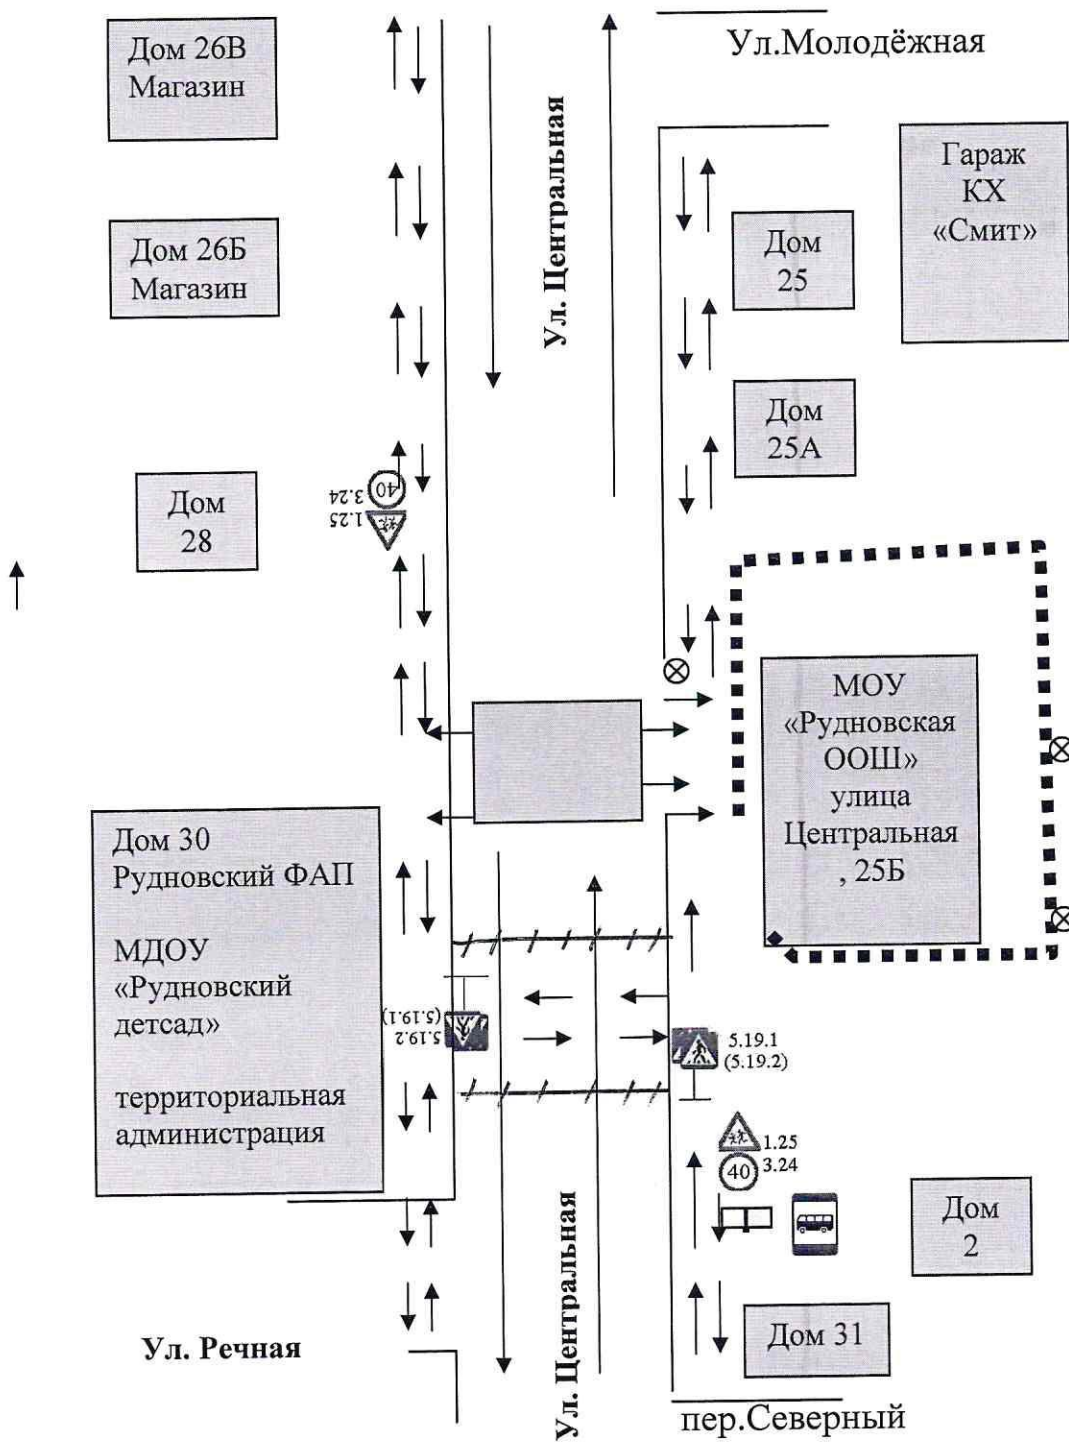 Ул.Молодёжная
Дом 26В
Магазин
Ул. Центральная
Гараж
КХ
«Смит»
Дом
25
Дом 26Б
Магазин
Дом
25А
Дом
28
40
3.24
1.25
МОУ
«Рудновская
ООШ»
улица
Центральная
, 25Б
Дом 30
Рудновский ФАП
МДОУ
«Рудновский
детсад»
территориальная
администрация
5.19.2
(5.19.1)
5.19.1
(5.19.2)
1.25
40
3.24
Дом
2
Ул. Центральная
Дом 31
Ул. Речная
пер.Северный